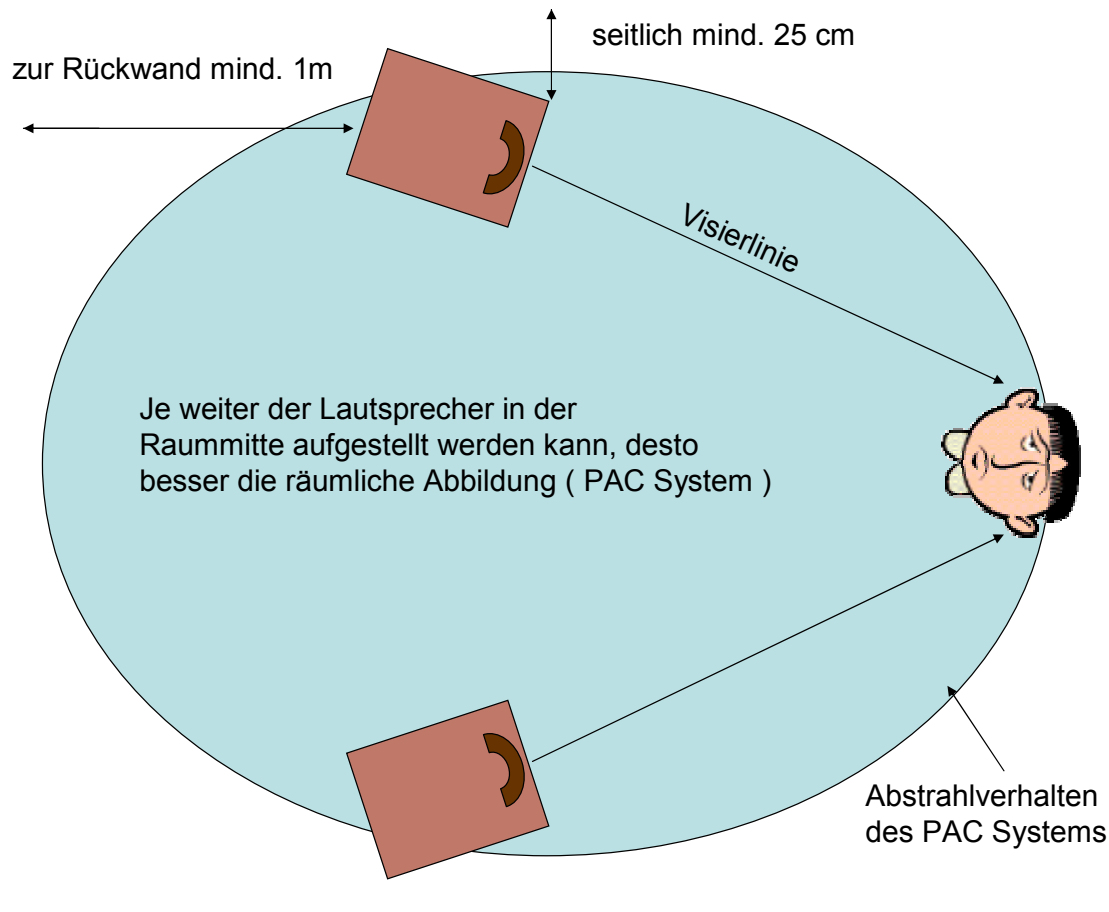 seitlich mind. 25 cm
zur Rückwand mind. 1m
Visierlinie
Je weiter der Lautsprecher in der
Raummitte aufgestellt werden kann, desto
besser die räumliche Abbildung ( PAC System )
Abstrahlverhalten
des PAC Systems